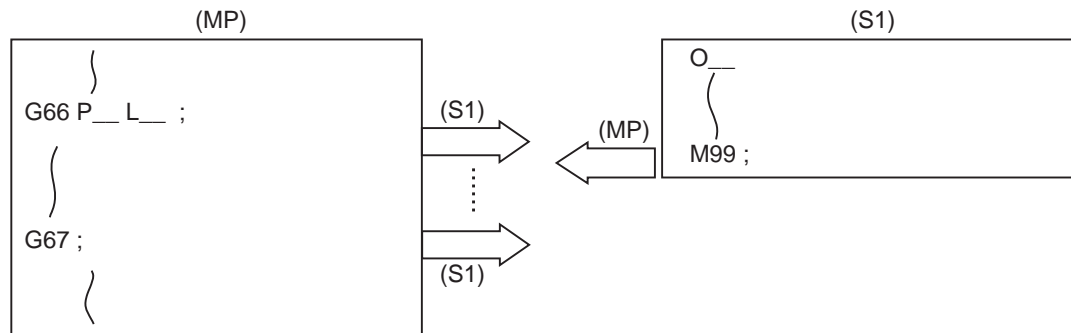 (MP)
G66 P__ L__ ;
G67 ;
(S1)
(S1)
(MP)
(S1)
O__
M99 ;